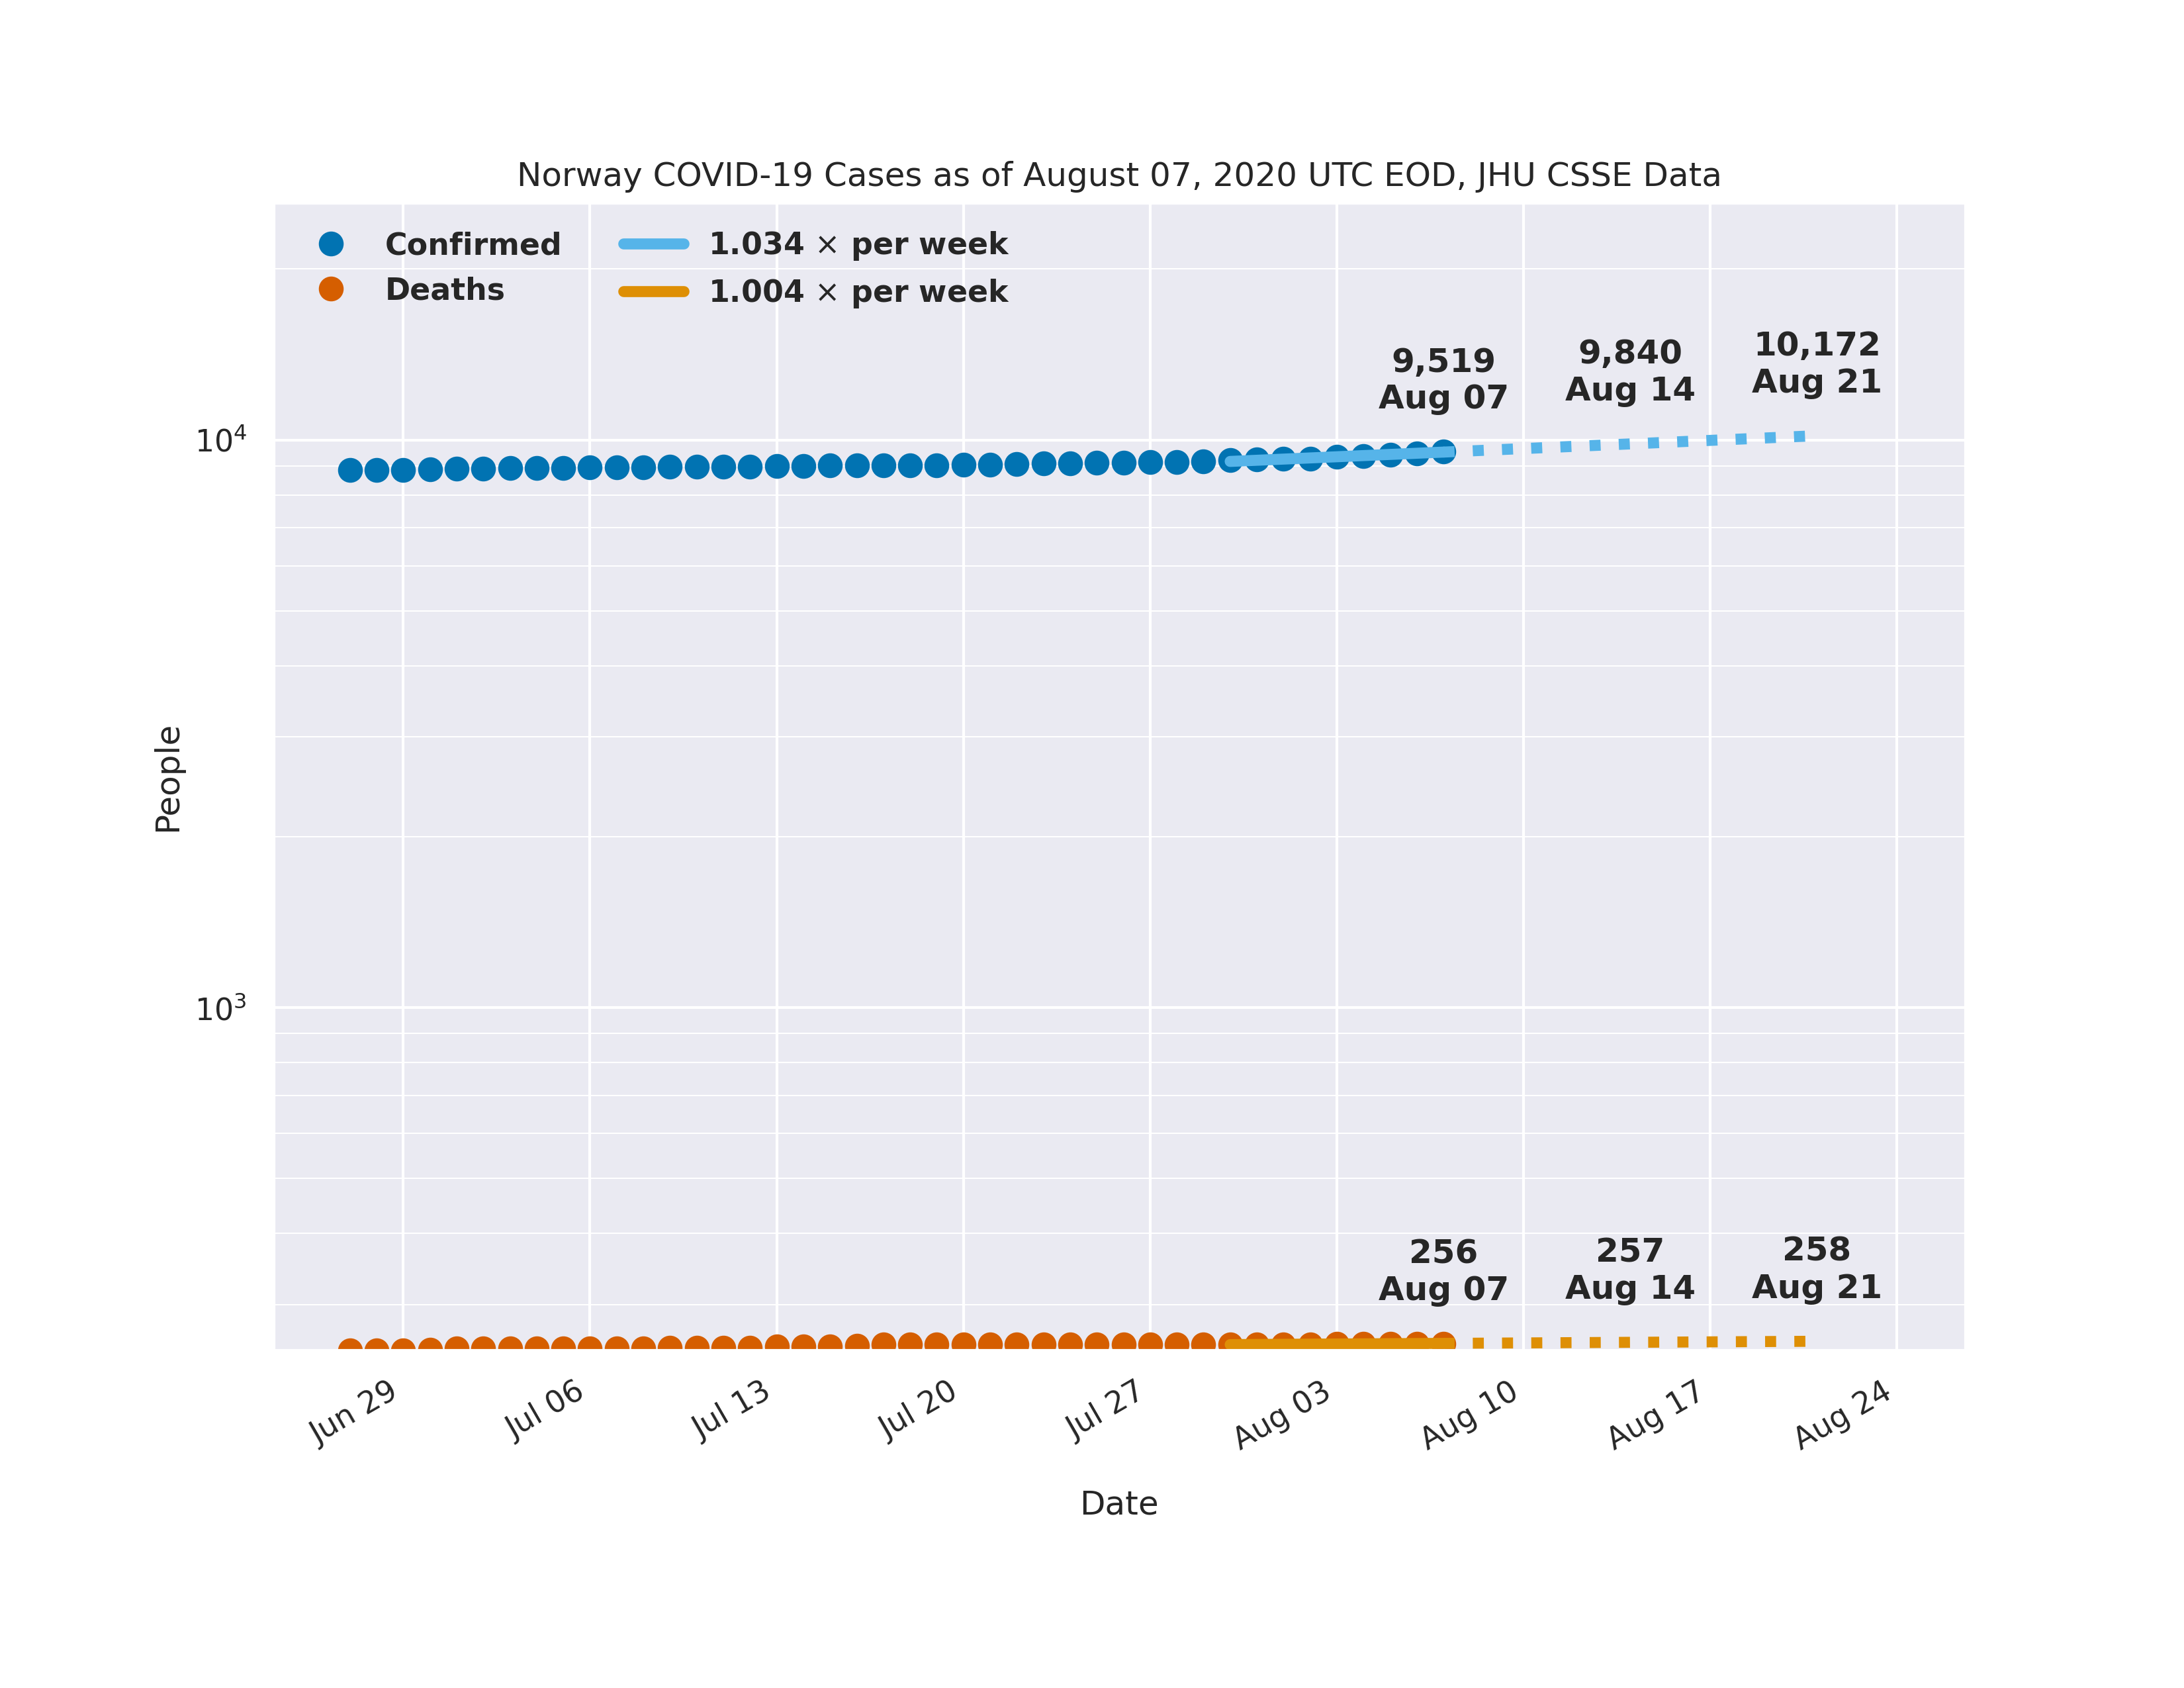 Norway COVID-19 Cases as of August 07, 2020 UTC EOD, JHU CSSE Data
Confirmed
Deaths
1.034 × per week
1.004 × per week
9,519
Aug 07
9,840
Aug 14
10,172
Aug 21
10⁴
People
10³
256
Aug 07
257
Aug 14
258
Aug 21
Jun 29
Jul 06
Jul 13
Jul 20
Jul 27
Aug 03
Aug 10
Aug 17
Aug 24
Date